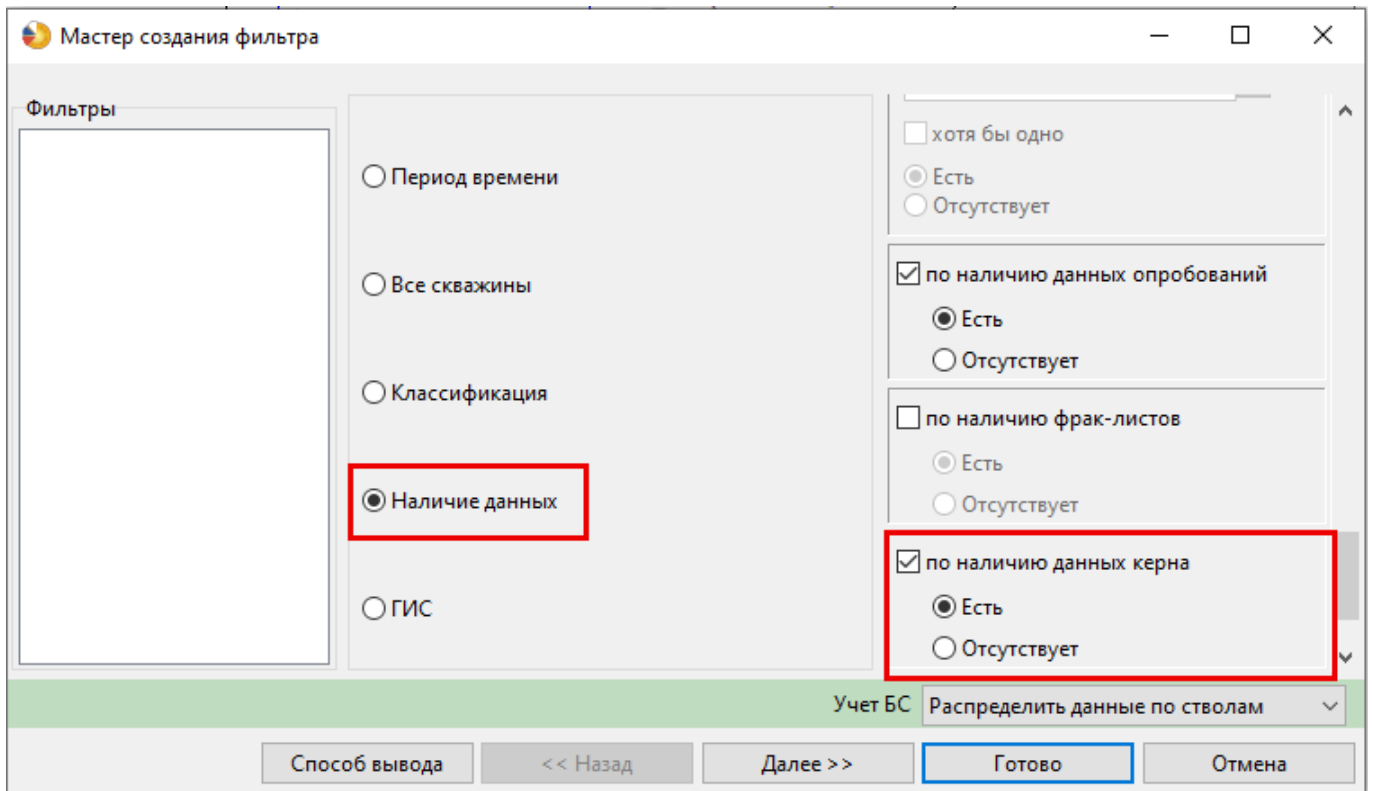 Мастер создания фильтра
Фильтры
Период времени
Все скважины
Классификация
Наличие данных
ГИС
хотя бы одно
Есть
Отсутствует
по наличию данных опробований
Есть
Отсутствует
по наличию фрак-листов
Есть
Отсутствует
по наличию данных керна
Есть
Отсутствует
Учет БС Распределить данные по стволам
Способ вывода << Назад Далее >> Готово Отмена